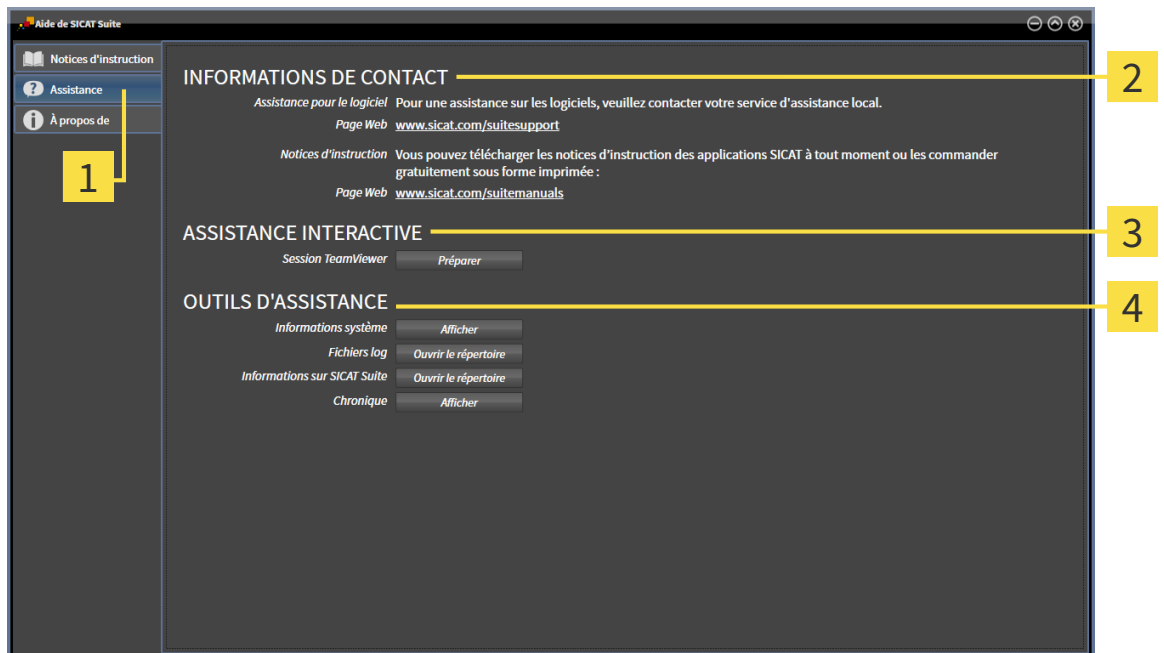 Aide de SICAT Suite
Notices d'instruction
Assistance
À propos de
1
INFORMATIONS DE CONTACT
2
Assistance pour le logiciel Pour une assistance sur les logiciels, veuillez contacter votre service d'assistance local.
Page Web www.sicat.com/suitesupport
Notices d'instruction Vous pouvez télécharger les notices d’instruction des applications SICAT à tout moment ou les commander
gratuitement sous forme imprimée :
Page Web www.sicat.com/suitemanuals
ASSISTANCE INTERACTIVE
3
Session TeamViewer Préparer
OUTILS D'ASSISTANCE
4
Informations système Afficher
Fichiers log Ouvrir le répertoire
Informations sur SICAT Suite Ouvrir le répertoire
Chronique Afficher